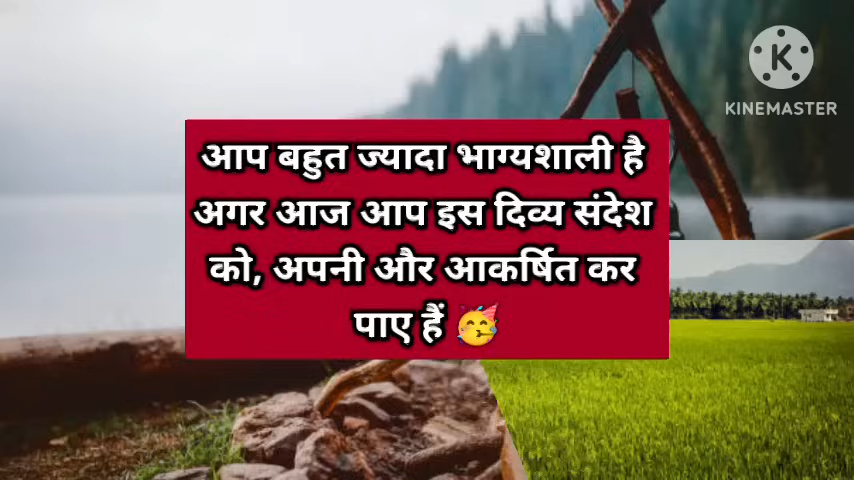 KINEMASTER
आप बहुत ज्यादा भाग्यशाली है
अगर आज आप इस दिव्य संदेश
को, अपनी और आकर्षित कर
पाए हैं 🥳